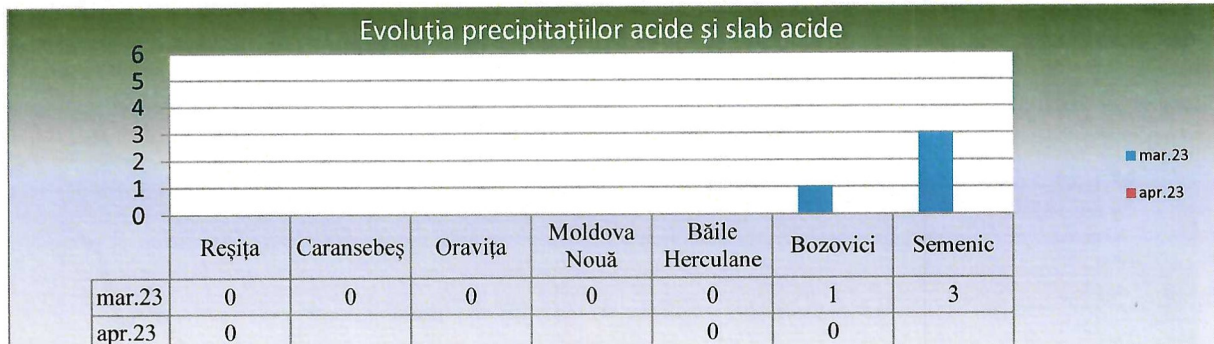 Evoluția precipitațiilor acide și slab acide
6
5
4
3
2
1
0
mar.23
apr.23
Reșița Caransebeș Oravița Moldova Nouă Băile Herculane Bozovici Semenic
mar.23 0 0 0 0 0 1 3
apr.23 0 0 0